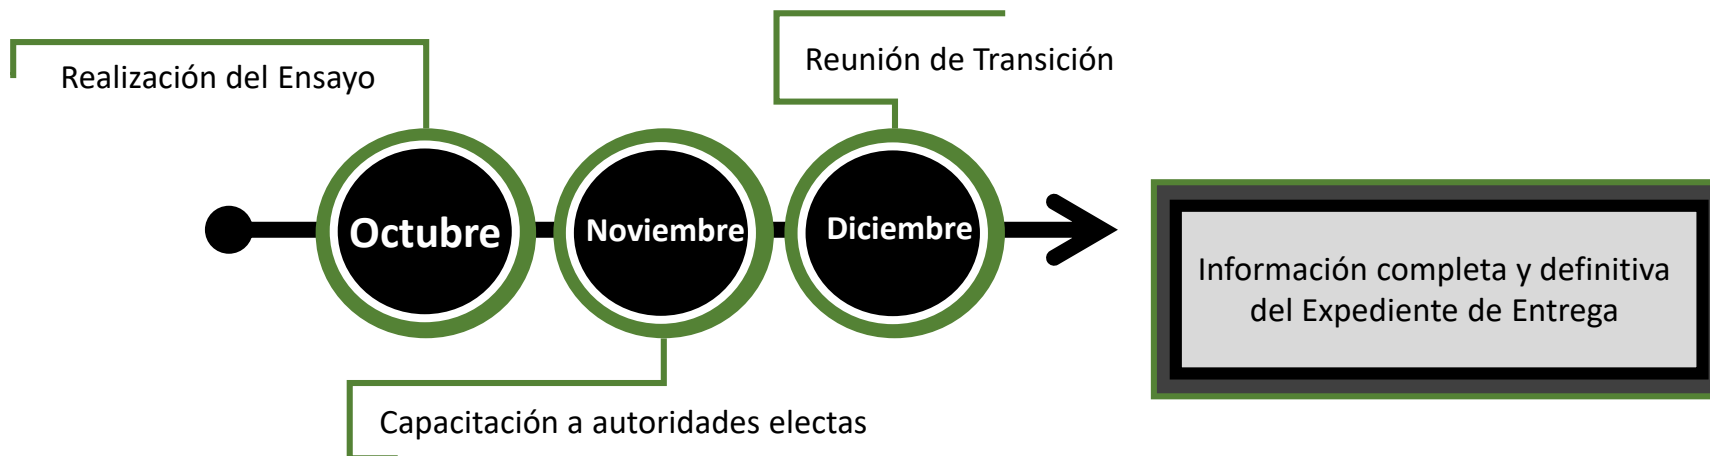 Realización del Ensayo
Reunión de Transición
Octubre
Noviembre
Diciembre
Información completa y definitiva
del Expediente de Entrega
Capacitación a autoridades electas